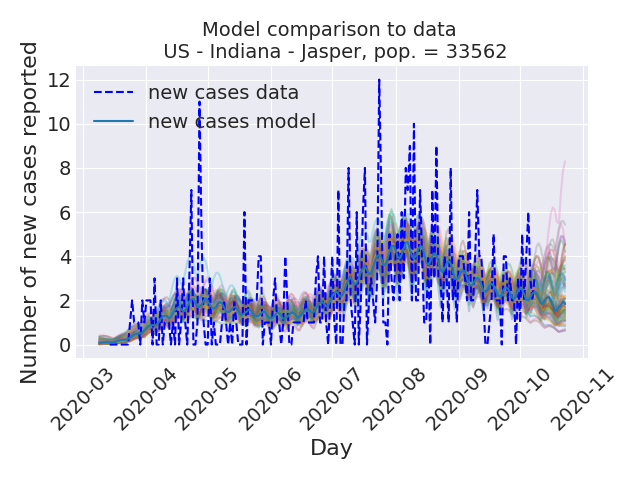 Model comparison to data
US - Indiana - Jasper, pop. = 33562
Number of new cases reported
12
10
8
6
4
2
0
new cases data
new cases model
2020-03
2020-04
2020-05
2020-06
2020-07
2020-08
2020-09
2020-10
2020-11
Day